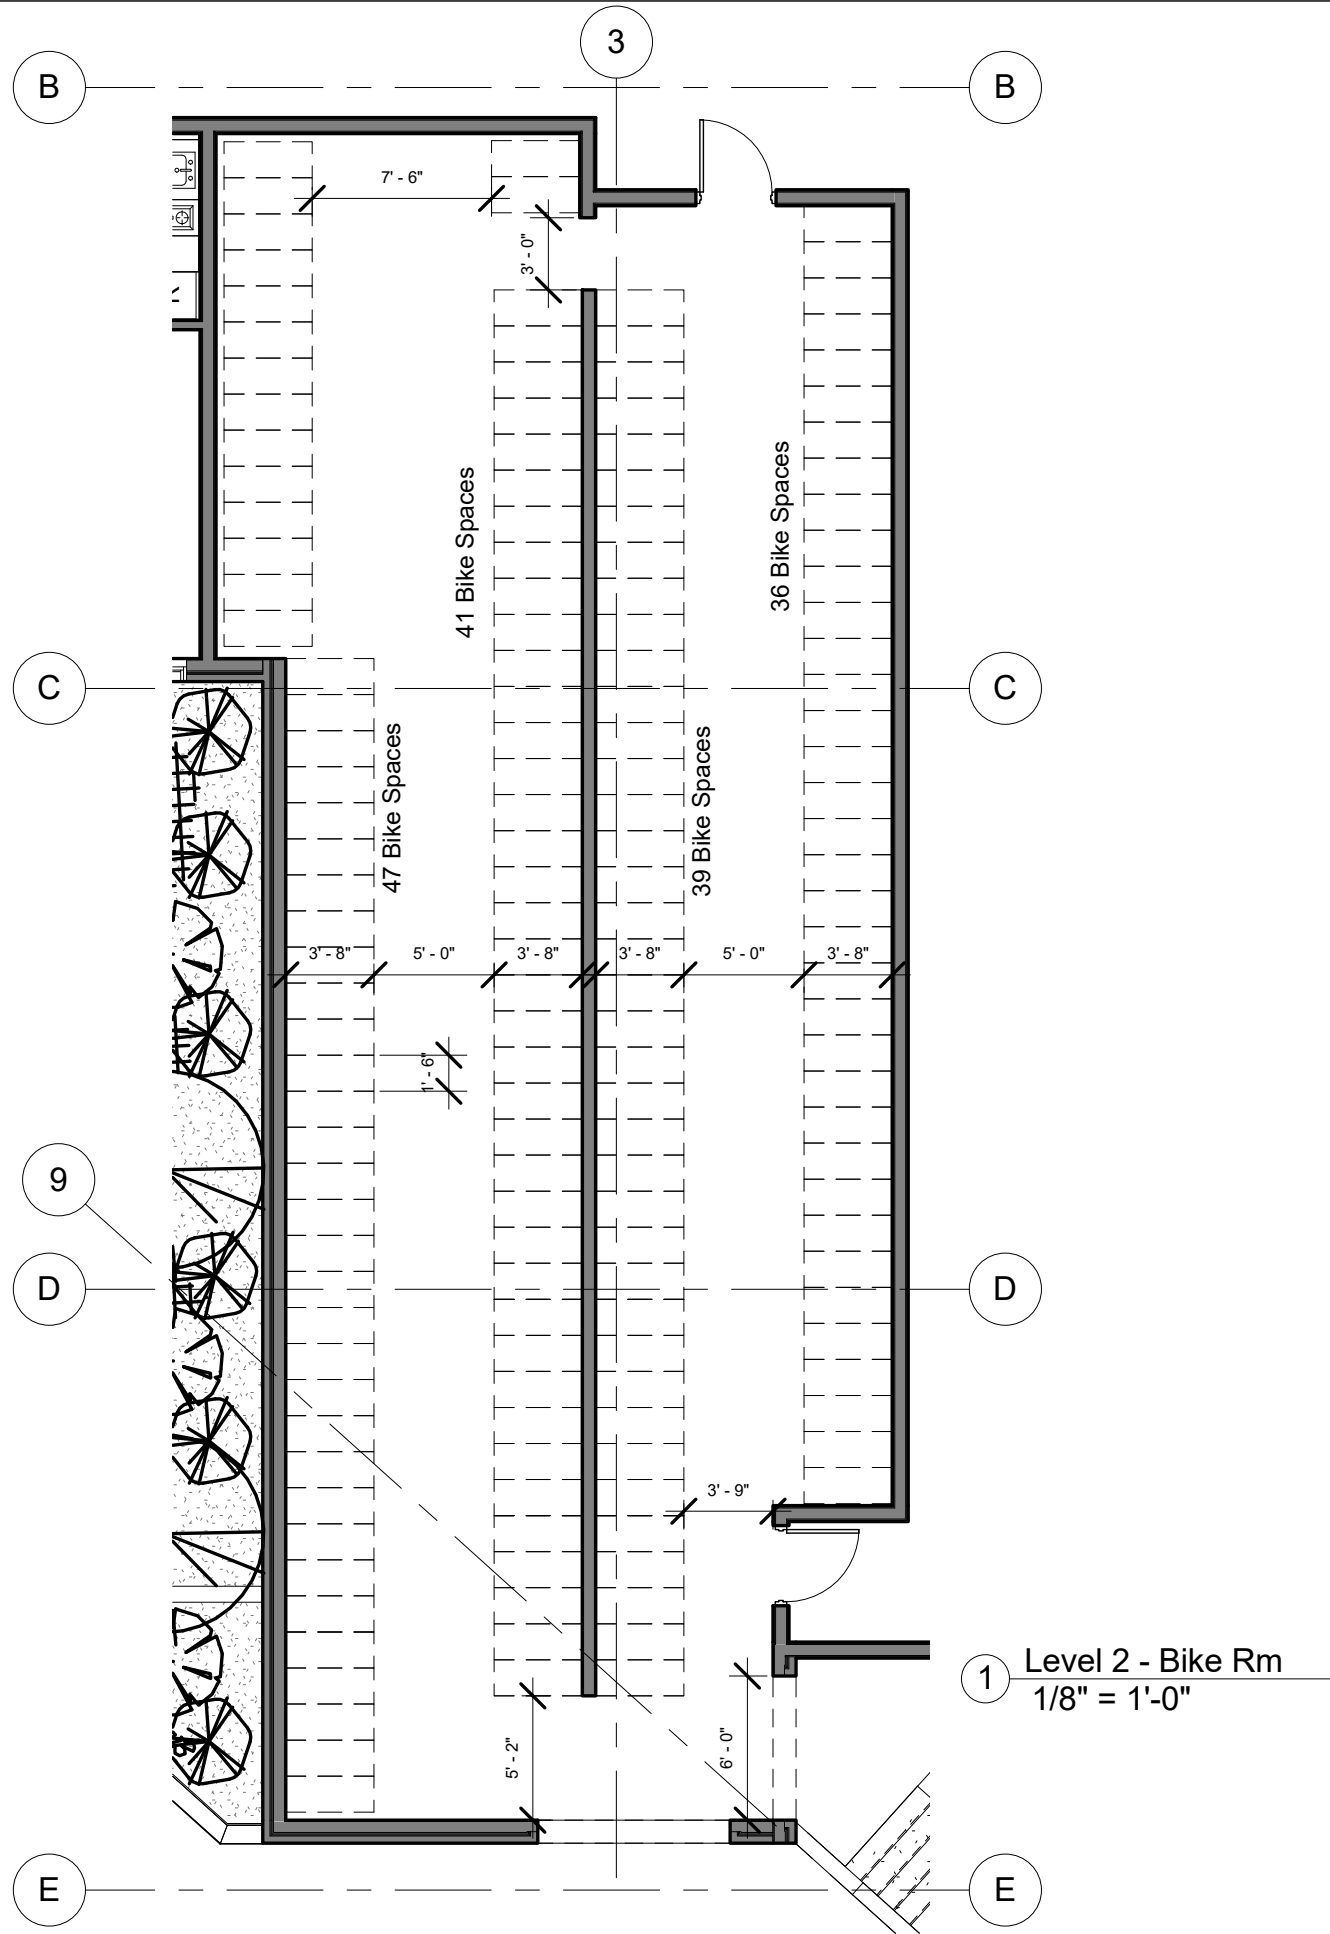 3
B
B
7' - 6"
3' - 0"
41 Bike Spaces
36 Bike Spaces
C
C
47 Bike Spaces
39 Bike Spaces
3' - 8"
5' - 0"
3' - 8"
3' - 8"
5' - 0"
3' - 8"
1' - 6"
9
D
D
3' - 9"
1
Level 2 - Bike Rm
1/8" = 1'-0"
5' - 2"
6' - 0"
E
E